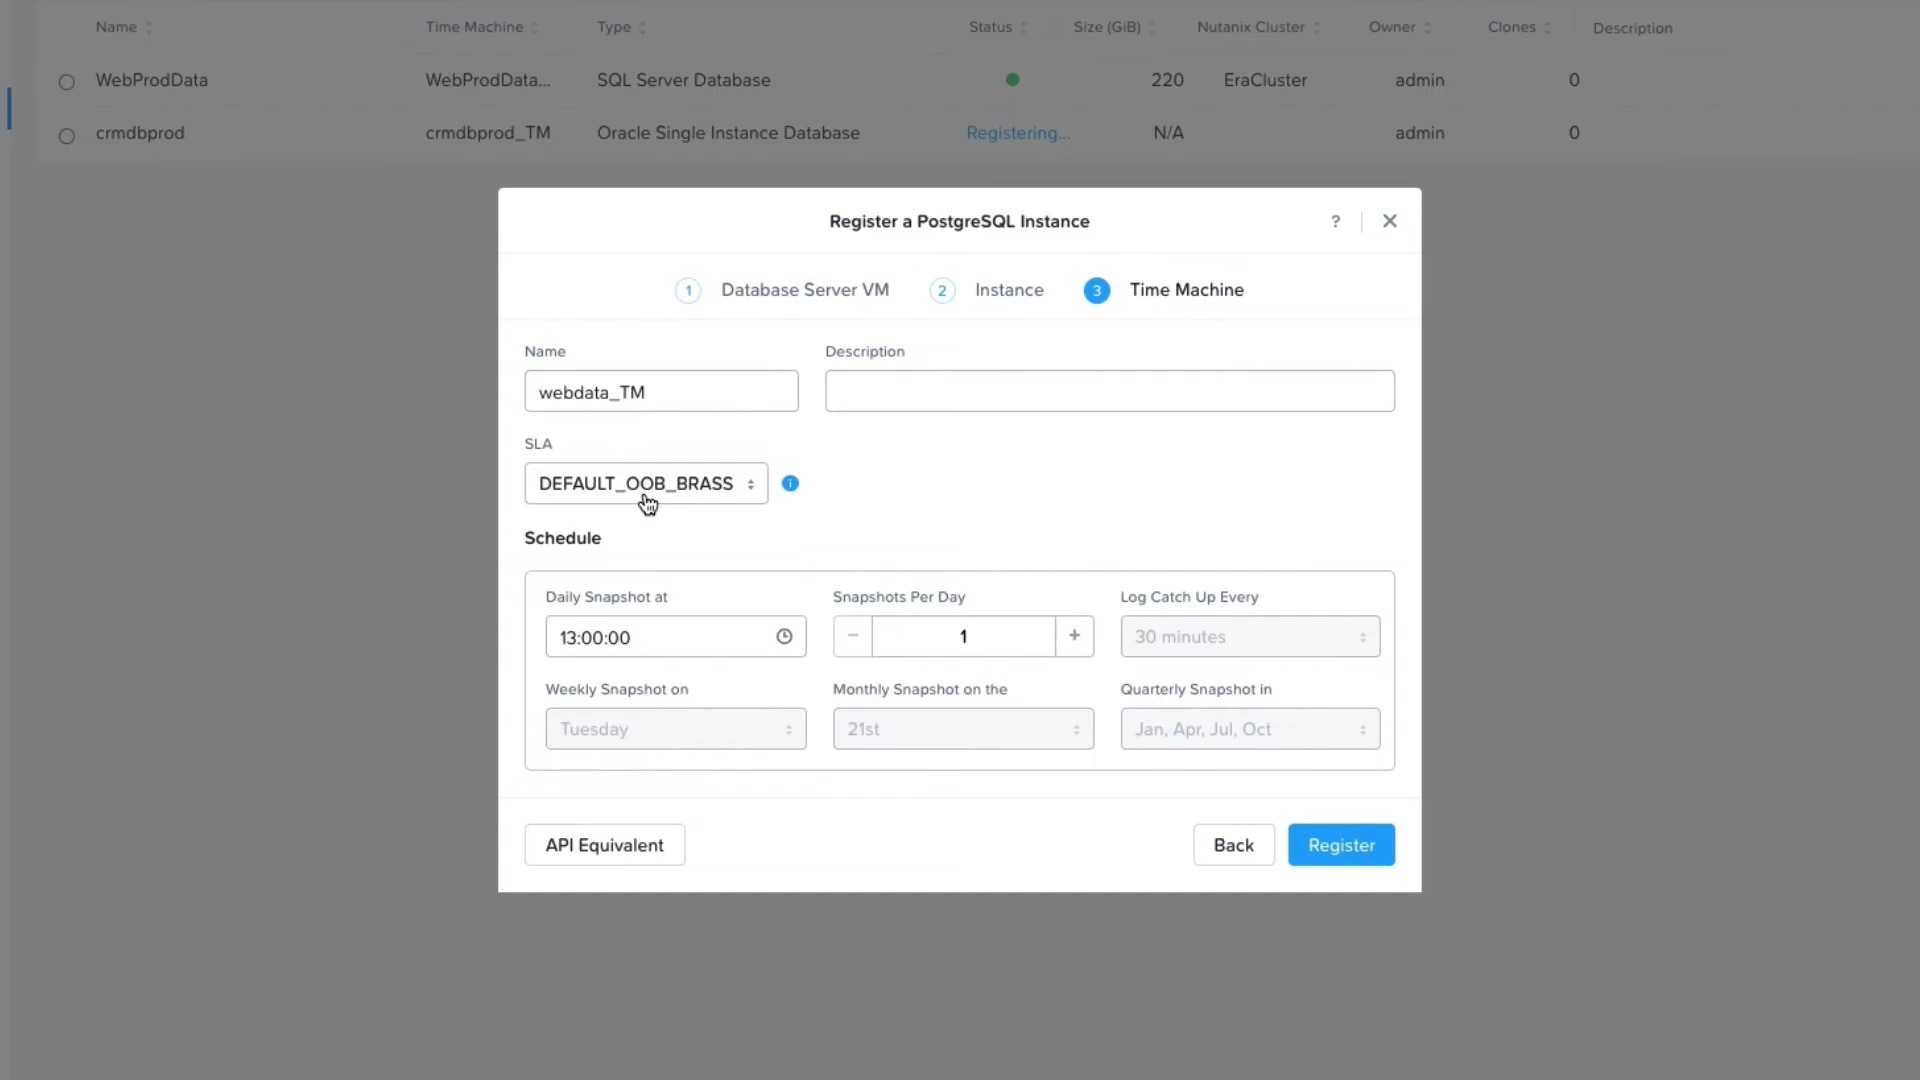 Name Time Machine Type Status Size (GiB) Nutanix Cluster Owner Clones Description
WebProdData WebProdData... SQL Server Database 220 EraCluster admin 0
crmdbprod crmdbprod_TM Oracle Single Instance Database Registering... N/A admin 0
Register a PostgreSQL Instance ?
1 Database Server VM 2 Instance 3 Time Machine
Name Description
webdata_TM
SLA
DEFAULT_OOB_BRASS i
Schedule
Daily Snapshot at Snapshots Per Day Log Catch Up Every
13:00:00 − 1 + 30 minutes
Weekly Snapshot on Monthly Snapshot on the Quarterly Snapshot in
Tuesday 21st Jan, Apr, Jul, Oct
API Equivalent Back Register